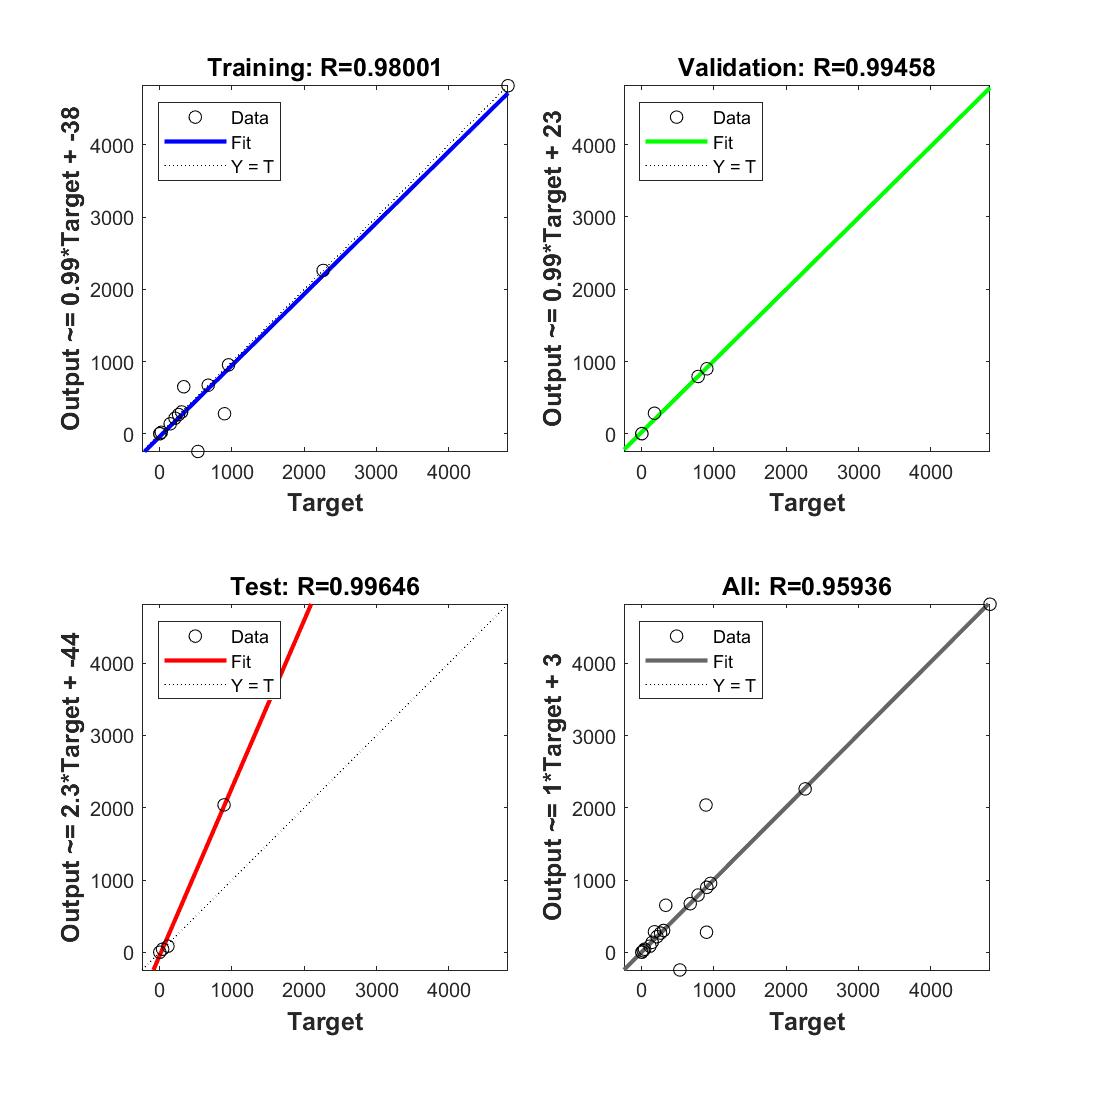 Training: R=0.98001
Output ~= 0.99*Target + -38
Data
Fit
Y = T
4000
3000
2000
1000
0
0 1000 2000 3000 4000
Target
Validation: R=0.99458
Output ~= 0.99*Target + 23
Data
Fit
Y = T
4000
3000
2000
1000
0
0 1000 2000 3000 4000
Target
Test: R=0.99646
Output ~= 2.3*Target + -44
Data
Fit
Y = T
4000
3000
2000
1000
0
0 1000 2000 3000 4000
Target
All: R=0.95936
Output ~= 1*Target + 3
Data
Fit
Y = T
4000
3000
2000
1000
0
0 1000 2000 3000 4000
Target